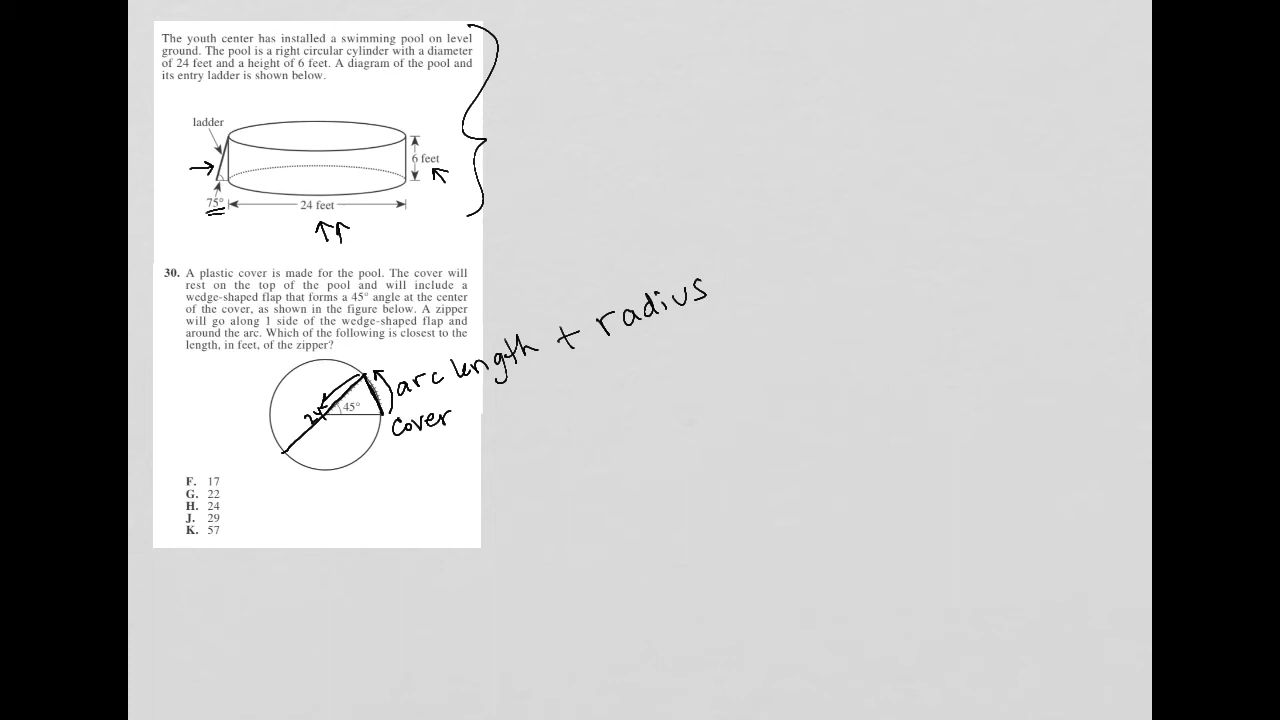 The youth center has installed a swimming pool on level
ground. The pool is a right circular cylinder with a diameter
of 24 feet and a height of 6 feet. A diagram of the pool and
its entry ladder is shown below.
ladder
6 feet
75°
24 feet
30. A plastic cover is made for the pool. The cover will
rest on the top of the pool and will include a
wedge-shaped flap that forms a 45° angle at the center
of the cover, as shown in the figure below. A zipper
will go along 1 side of the wedge-shaped flap and
around the arc. Which of the following is closest to the
length, in feet, of the zipper?
arc length + radius
24
45°
cover
F. 17
G. 22
H. 24
J. 29
K. 57